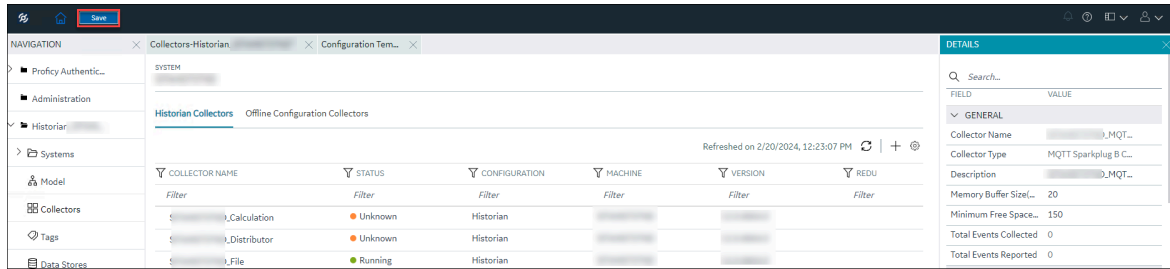 Save
NAVIGATION
Collectors-Historian.
Configuration Tem...
DETAILS
Proficy Authentic...
Administration
Historian
Systems
Model
Collectors
Tags
Data Stores
SYSTEM
Historian Collectors Offline Configuration Collectors
Refreshed on 2/20/2024, 12:23:07 PM
COLLECTOR NAME STATUS CONFIGURATION MACHINE VERSION REDU
Filter Filter Filter Filter Filter Filter
_Calculation Unknown Historian
_Distributor Unknown Historian
_File Running Historian
Search...
FIELD VALUE
GENERAL
Collector Name _MQT...
Collector Type MQTT Sparkplug B C...
Description _MQT...
Memory Buffer Size(... 20
Minimum Free Space... 150
Total Events Collected 0
Total Events Reported 0